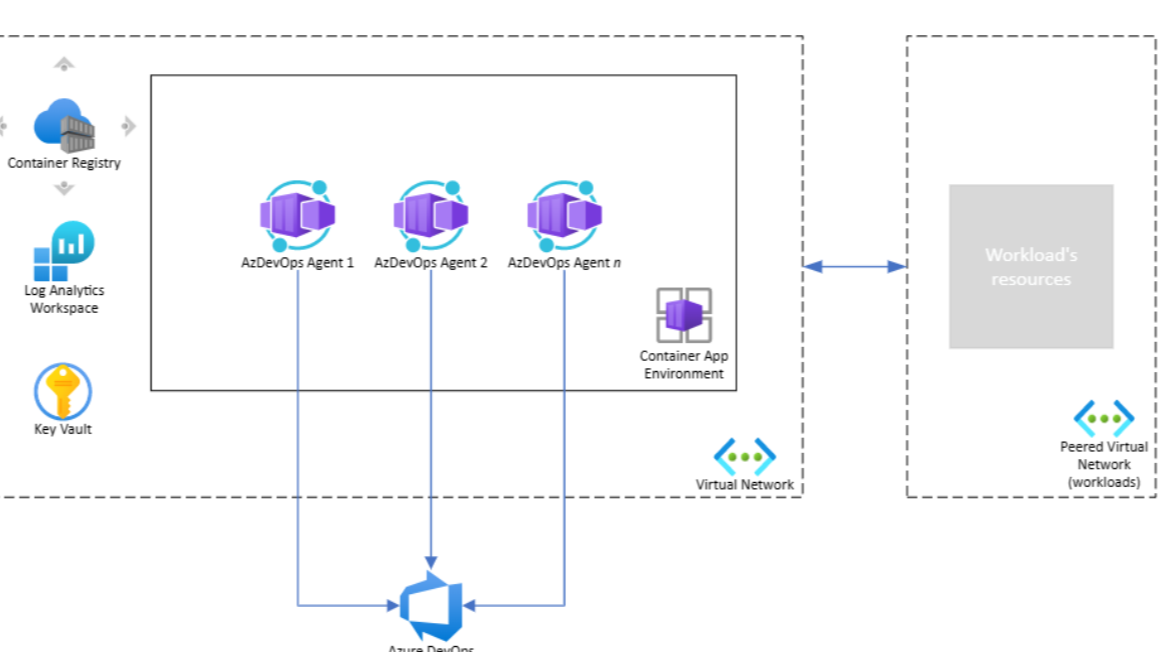 Container Registry
Log Analytics
Workspace
Key Vault
AzDevOps Agent 1
AzDevOps Agent 2
AzDevOps Agent n
Container App
Environment
Virtual Network
Workload's
resources
Peered Virtual
Network
(workloads)
Azure DevOps